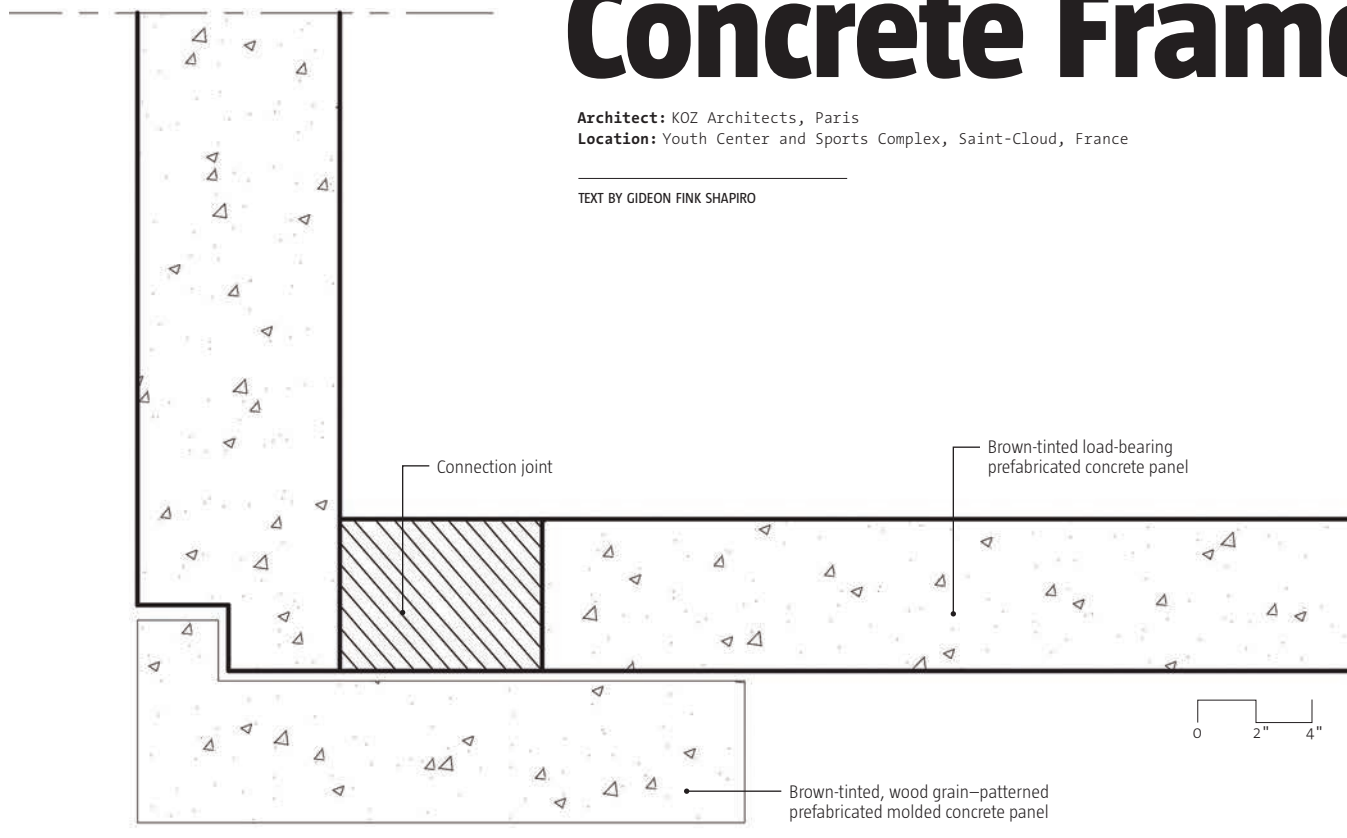 Concrete Frame
Architect: KOZ Architects, Paris
Location: Youth Center and Sports Complex, Saint-Cloud, France
TEXT BY GIDEON FINK SHAPIRO
Connection joint
Brown-tinted load-bearing
prefabricated concrete panel
0 2" 4"
Brown-tinted, wood grain–patterned
prefabricated molded concrete panel